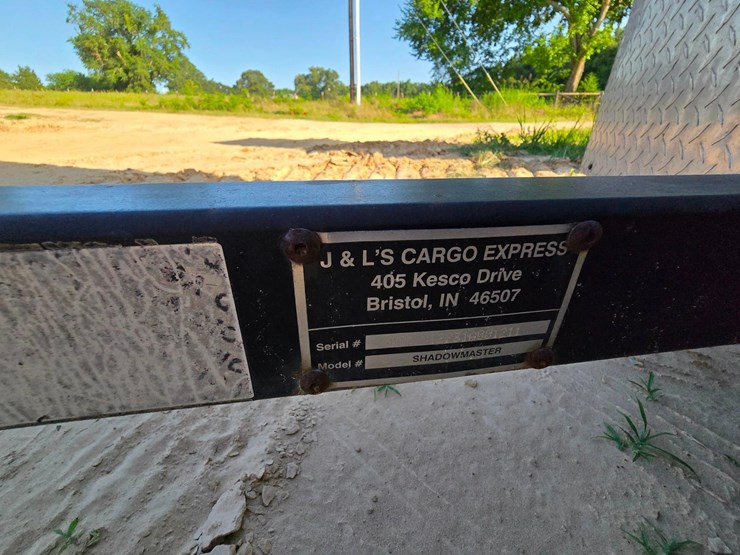 J & L'S CARGO EXPRESS
405 Kesco Drive
Bristol, IN 46507
Serial #
Model # SHADOWMASTER